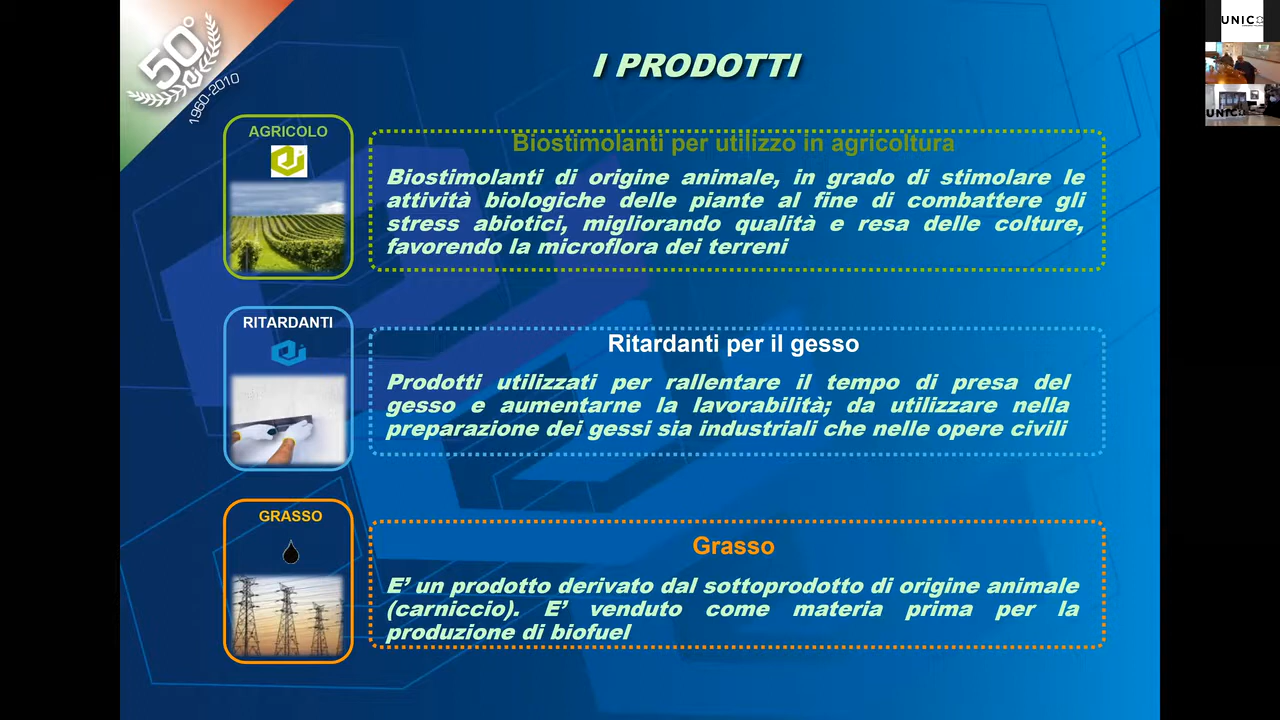 50°
1960-2010
I PRODOTTI
AGRICOLO
Biostimolanti per utilizzo in agricoltura
Biostimolanti di origine animale, in grado di stimolare le
attività biologiche delle piante al fine di combattere gli
stress abiotici, migliorando qualità e resa delle colture,
favorendo la microflora dei terreni
RITARDANTI
Ritardanti per il gesso
Prodotti utilizzati per rallentare il tempo di presa del
gesso e aumentarne la lavorabilità; da utilizzare nella
preparazione dei gessi sia industriali che nelle opere civili
GRASSO
Grasso
E' un prodotto derivato dal sottoprodotto di origine animale
(carniccio). E' venduto come materia prima per la
produzione di biofuel
UNIC
UNIC